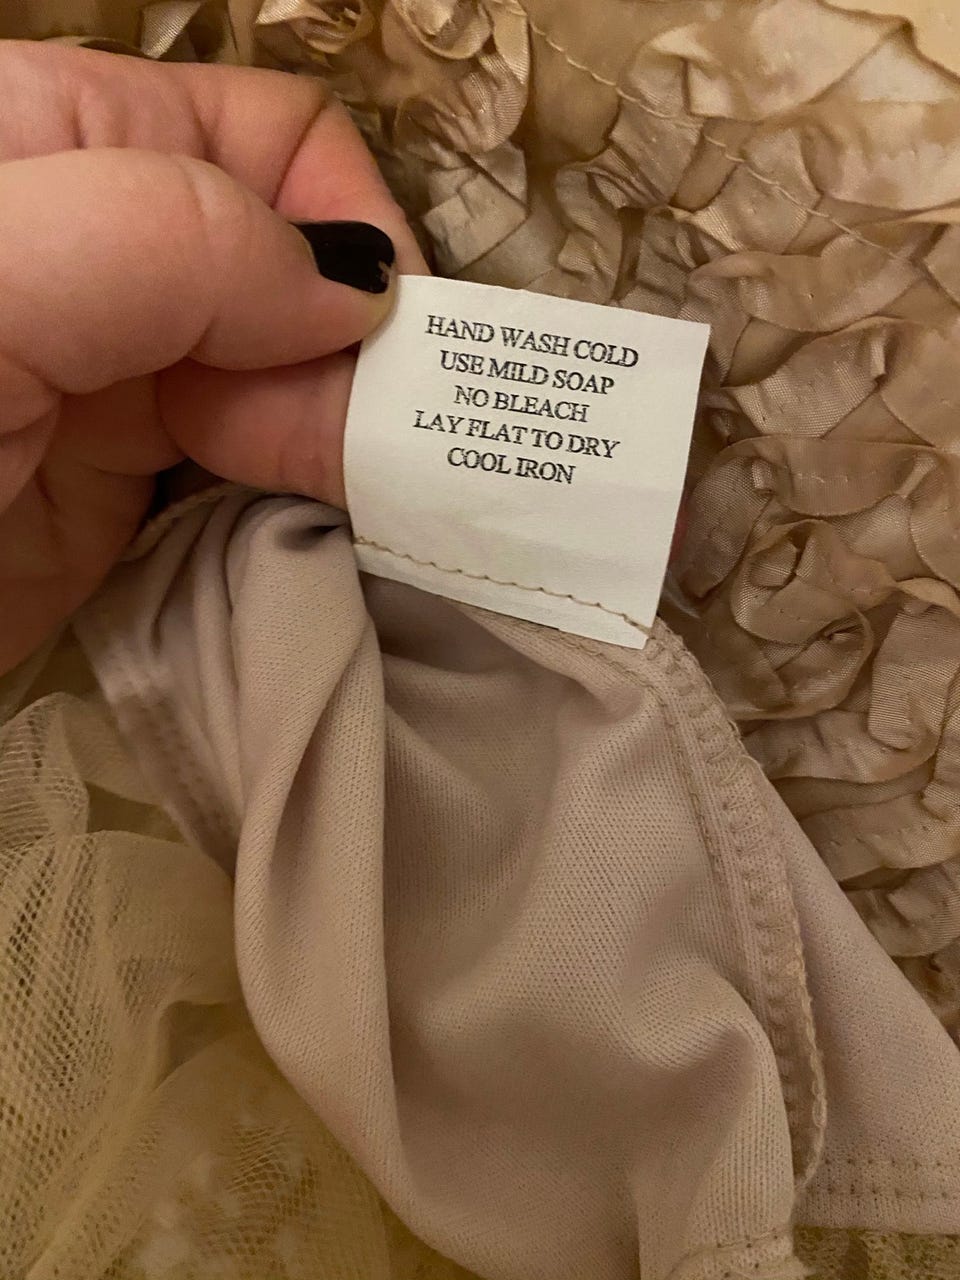 HAND WASH COLD
USE MILD SOAP
NO BLEACH
LAY FLAT TO DRY
COOL IRON